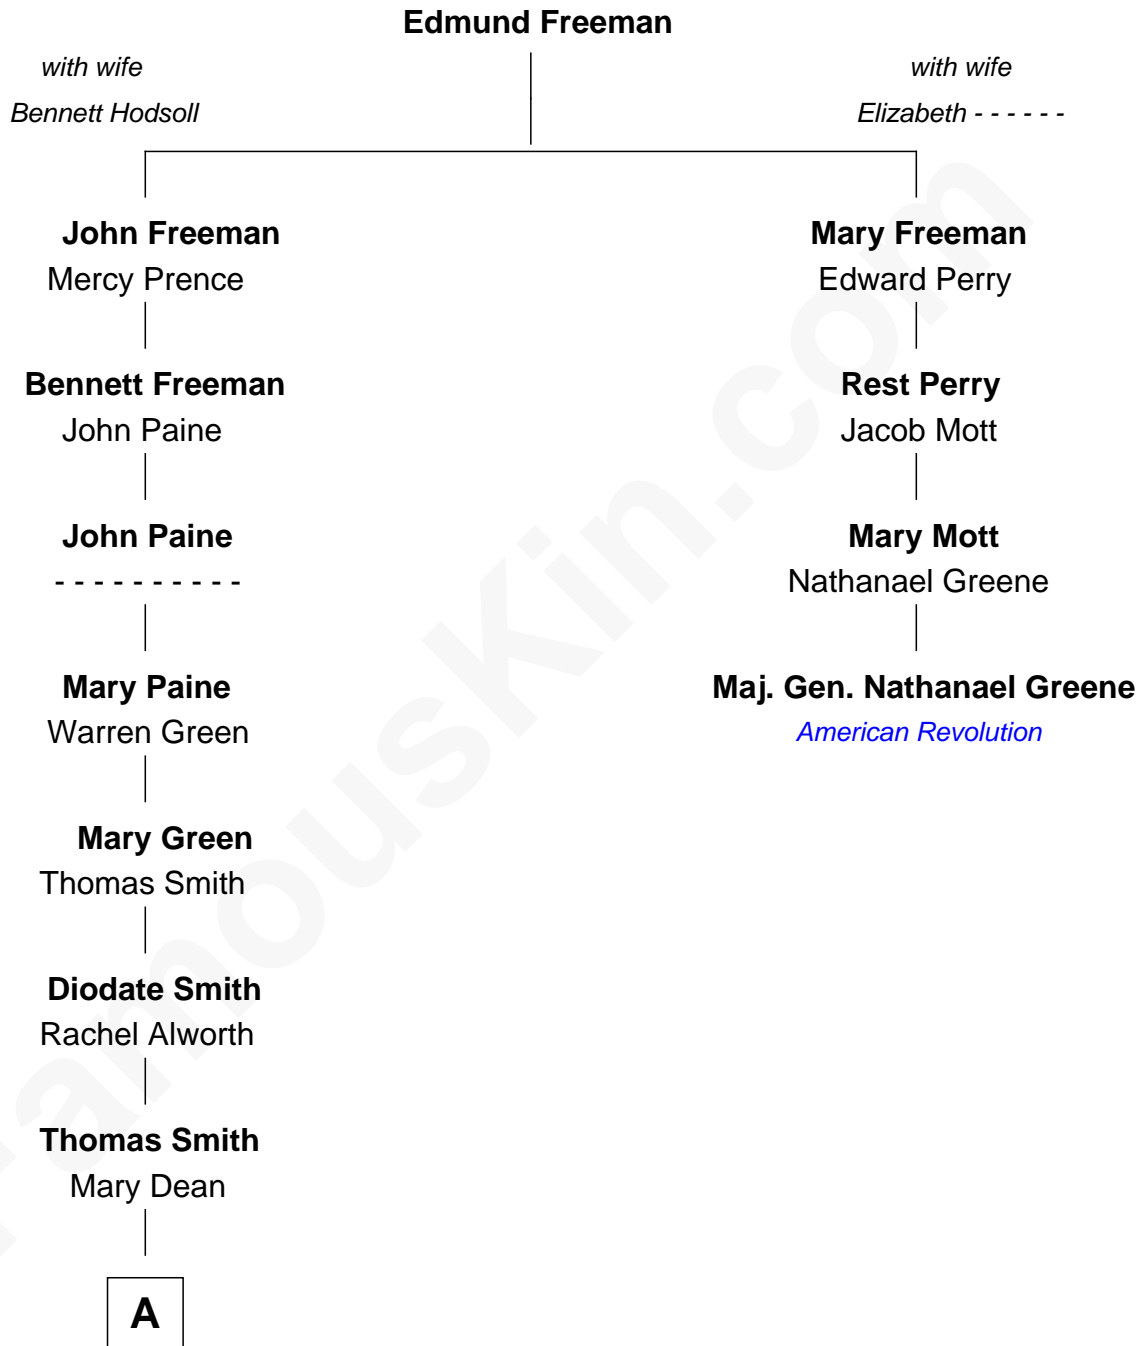 Edmund Freeman
with wife
Bennett Hodsoll
with wife
Elizabeth - - - - - -
John Freeman
Mercy Prence
Mary Freeman
Edward Perry
Bennett Freeman
John Paine
Rest Perry
Jacob Mott
John Paine
- - - - - - - - - -
Mary Mott
Nathanael Greene
Mary Paine
Warren Green
Maj. Gen. Nathanael Greene
American Revolution
Mary Green
Thomas Smith
Diodate Smith
Rachel Alworth
Thomas Smith
Mary Dean
A
FamousKin.com